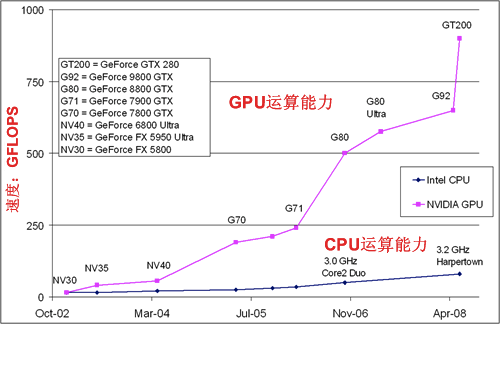 1000
750
500
250
0
速度：GFLOPS
GT200 = GeForce GTX 280
G92 = GeForce 9800 GTX
G80 = GeForce 8800 GTX
G71 = GeForce 7900 GTX
G70 = GeForce 7800 GTX
NV40 = GeForce 6800 Ultra
NV35 = GeForce FX 5950 Ultra
NV30 = GeForce FX 5800
GPU运算能力
GT200
G92
G80
Ultra
G80
G71
G70
NV40
NV35
NV30
Intel CPU
NVIDIA GPU
CPU运算能力
3.0 GHz
Core2 Duo
3.2 GHz
Harpertown
Oct-02
Mar-04
Jul-05
Nov-06
Apr-08